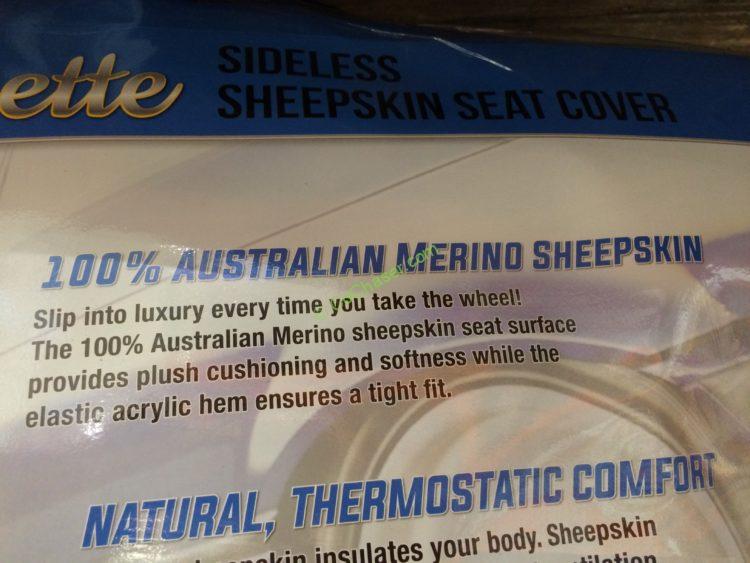 ette
SIDELESS
SHEEPSKIN SEAT COVER
100% AUSTRALIAN MERINO SHEEPSKIN
Slip into luxury every time you take the wheel!
The 100% Australian Merino sheepskin seat surface
provides plush cushioning and softness while the
elastic acrylic hem ensures a tight fit.
NATURAL, THERMOSTATIC COMFORT
insulates your body. Sheepskin